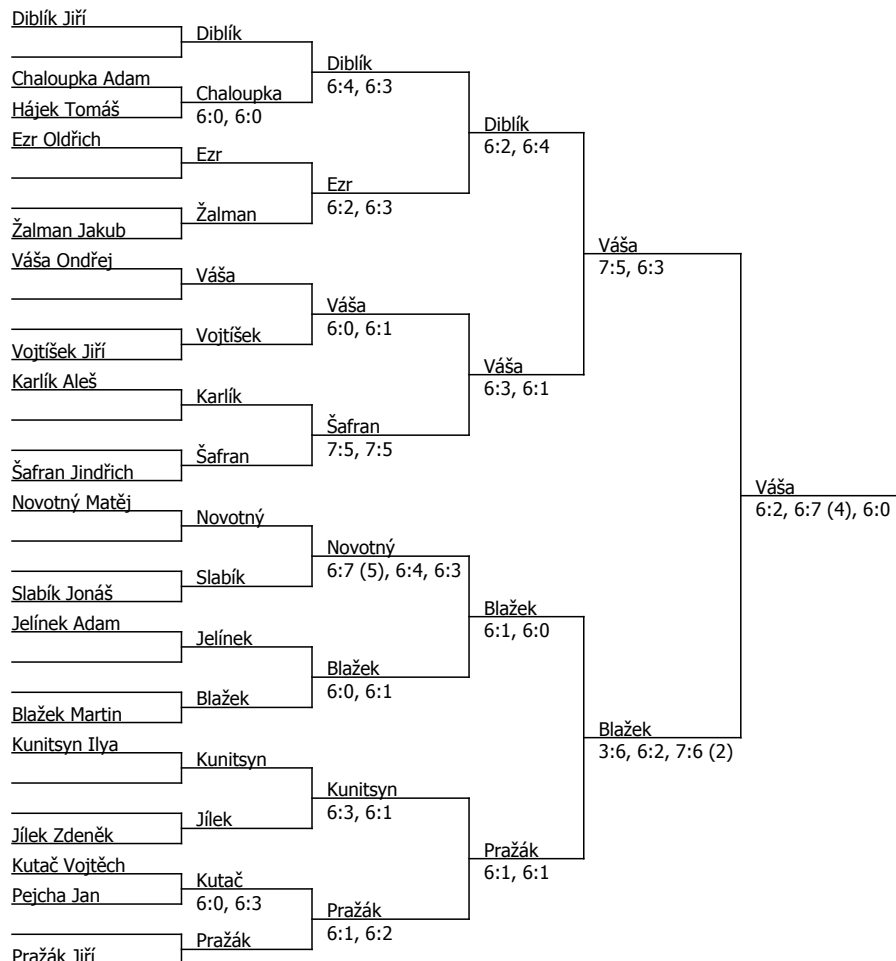 Diblík Jiří
Diblík
Diblík
6:4, 6:3
Chaloupka Adam
Chaloupka
6:0, 6:0
Hájek Tomáš
Diblík
6:2, 6:4
Ezr Oldřich
Ezr
Ezr
6:2, 6:3
Žalman
Žalman Jakub
Váša
7:5, 6:3
Váša Ondřej
Váša
Váša
6:0, 6:1
Vojtíšek
Vojtíšek Jiří
Váša
6:3, 6:1
Karlík Aleš
Karlík
Šafran
7:5, 7:5
Šafran
Šafran Jindřich
Váša
6:2, 6:7 (4), 6:0
Novotný Matěj
Novotný
Novotný
6:7 (5), 6:4, 6:3
Slabík
Slabík Jonáš
Blažek
6:1, 6:0
Jelínek Adam
Jelínek
Blažek
6:0, 6:1
Blažek
Blažek Martin
Blažek
3:6, 6:2, 7:6 (2)
Kunitsyn Ilya
Kunitsyn
Kunitsyn
6:3, 6:1
Jílek
Jílek Zdeněk
Pražák
6:1, 6:1
Kutač Vojtěch
Kutač
6:0, 6:3
Pejcha Jan
Pražák
6:1, 6:2
Pražák
Pražák Jiří